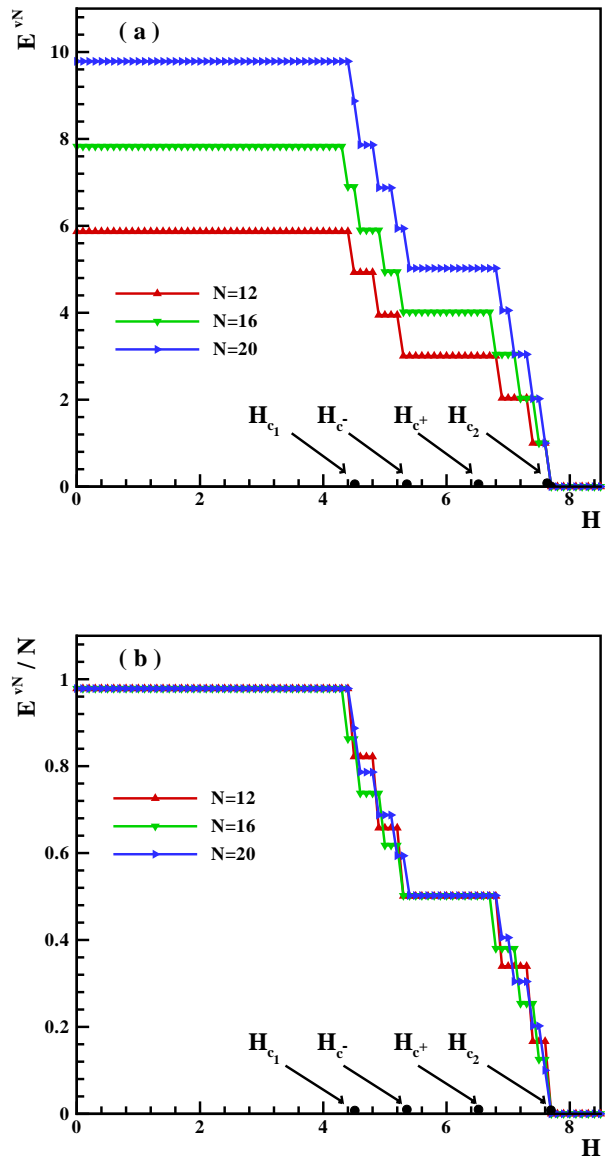 E^vN
( a )
10
8
6
4
2
0
N=12
N=16
N=20
H_c1 H_c- H_c+ H_c2
0 2 4 6 8
H
E^vN / N
( b )
1
0.8
0.6
0.4
0.2
0
N=12
N=16
N=20
H_c1 H_c- H_c+ H_c2
0 2 4 6 8
H